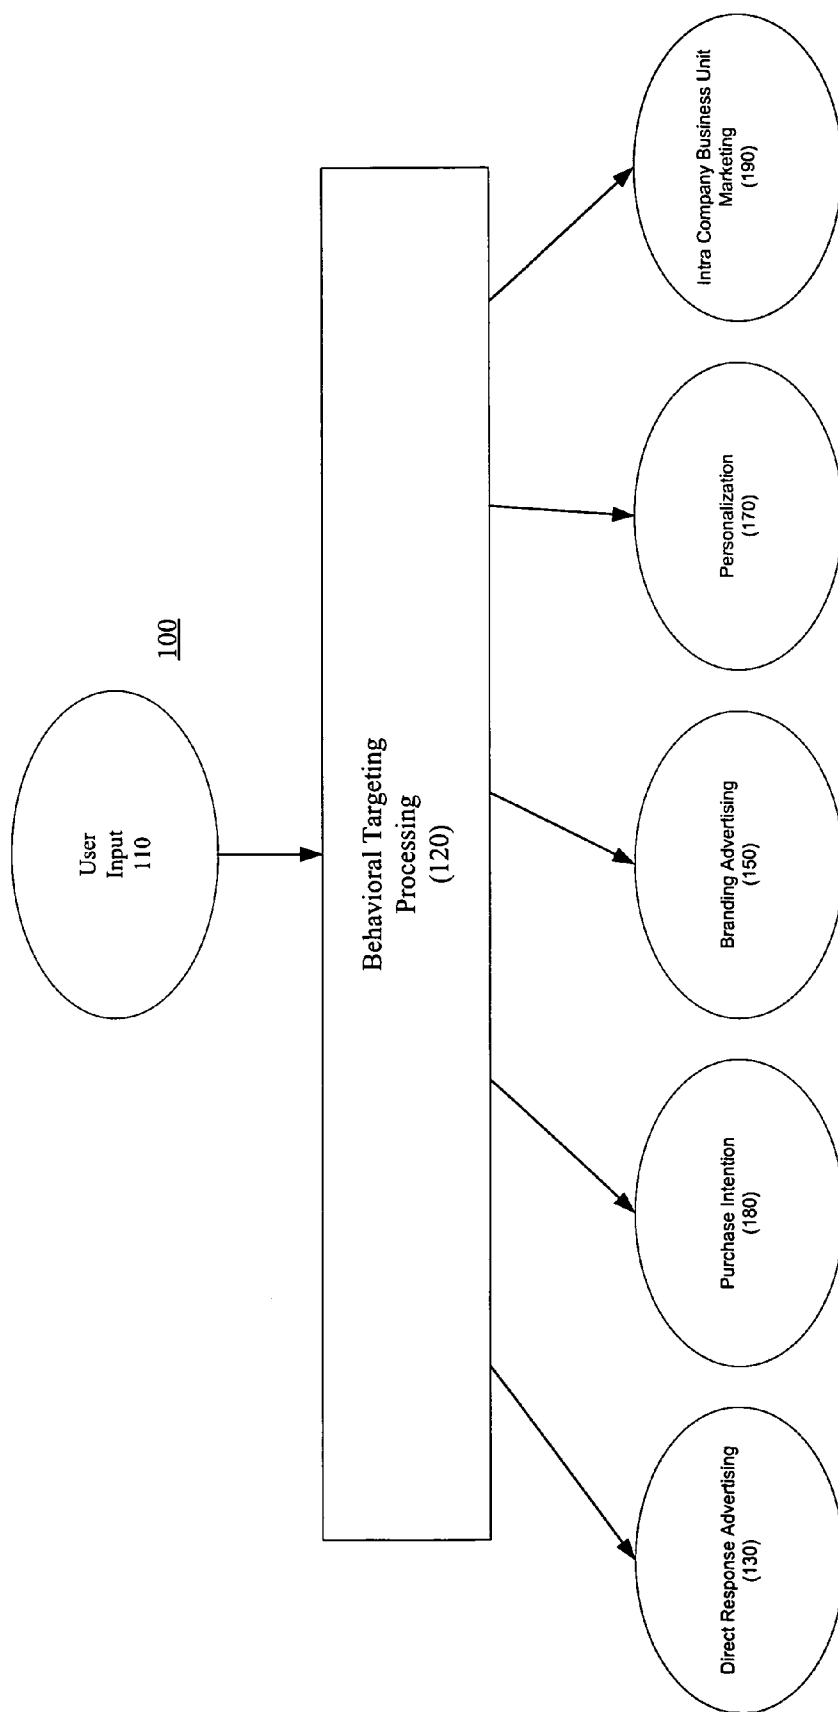 100
User
Input
110
Behavioral Targeting
Processing
(120)
Direct Response Advertising
(130)
Purchase Intention
(180)
Branding Advertising
(150)
Personalization
(170)
Intra Company Business Unit
Marketing
(190)